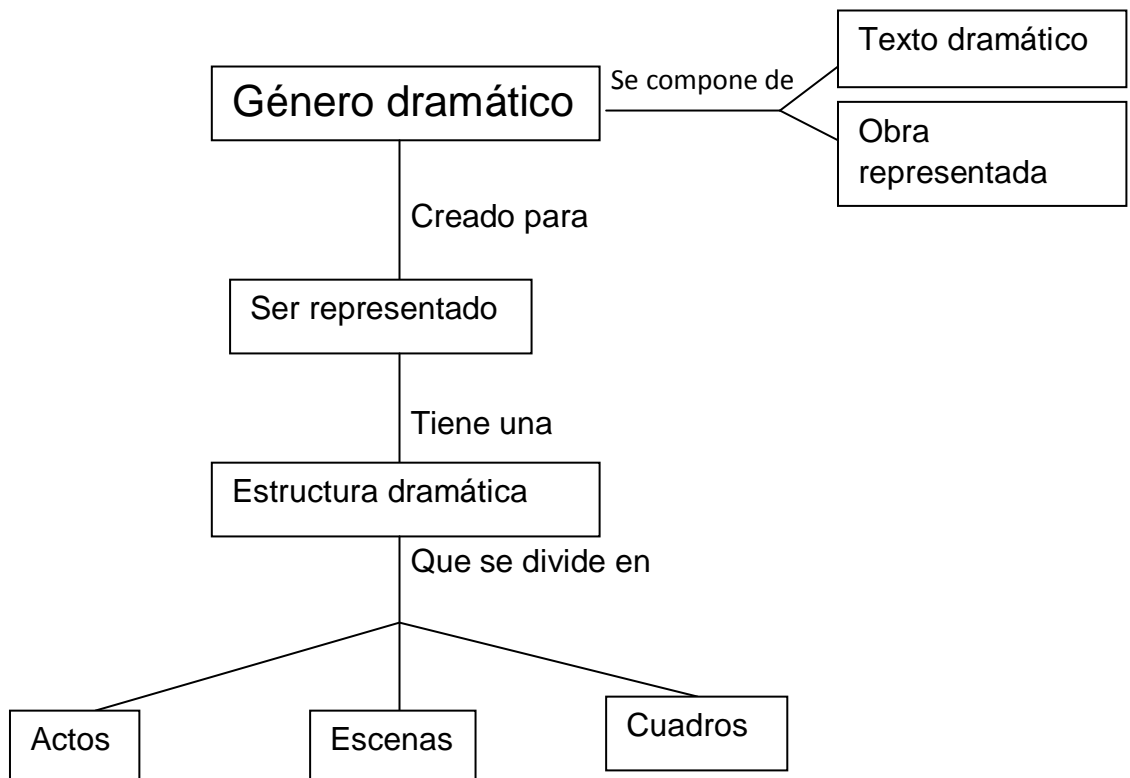 Género dramático
Se compone de
Texto dramático
Obra
representada
Creado para
Ser representado
Tiene una
Estructura dramática
Que se divide en
Actos
Escenas
Cuadros